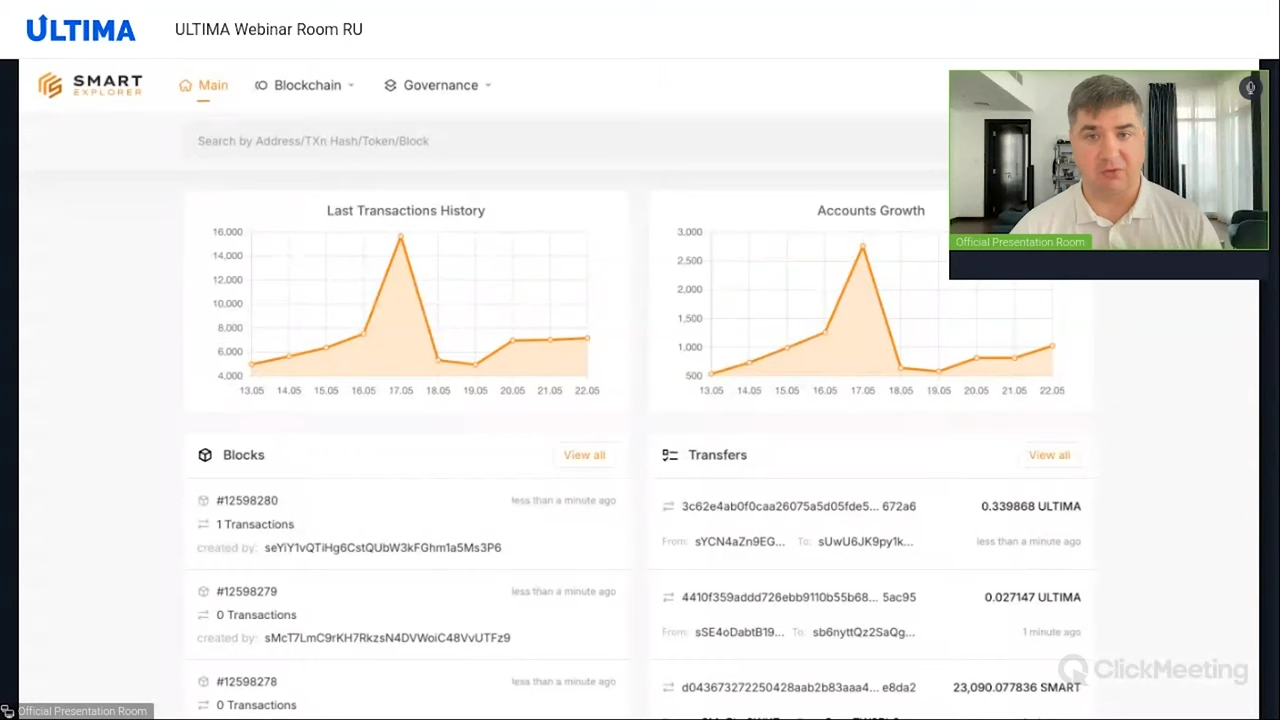 ULTIMA
ULTIMA Webinar Room RU
SMART
EXPLORER
Main
Blockchain
Governance
Search by Address/TXn Hash/Token/Block
Official Presentation Room
Last Transactions History
16,000
14,000
12,000
10,000
8,000
6,000
4,000
13.05 14.05 15.05 16.05 17.05 18.05 19.05 20.05 21.05 22.05
Accounts Growth
3,000
2,500
2,000
1,500
1,000
500
13.05 14.05 15.05 16.05 17.05 18.05 19.05 20.05 21.05 22.05
Blocks
View all
#12598280
less than a minute ago
1 Transactions
created by: seYiY1vQTiHg6CstQUbW3kFGhm1a5Ms3P6
#12598279
less than a minute ago
0 Transactions
created by: sMcT7LmC9rKH7RkzsN4DVWoiC48VvUTFz9
#12598278
less than a minute ago
0 Transactions
Transfers
View all
3c62e4ab0f0caa26075a5d05fde5... 672a6
0.339868 ULTIMA
From: sYCN4aZn9EG... To: sUwU6JK9py1k...
less than a minute ago
4410f359addd726ebb9110b55b68... 5ac95
0.027147 ULTIMA
From: sSE4oDabtB19... To: sb6nyttQz2SaQg...
1 minute ago
d043673272250428aab2b83aaa4... e8da2
23,090.077836 SMART
ClickMeeting
Official Presentation Room